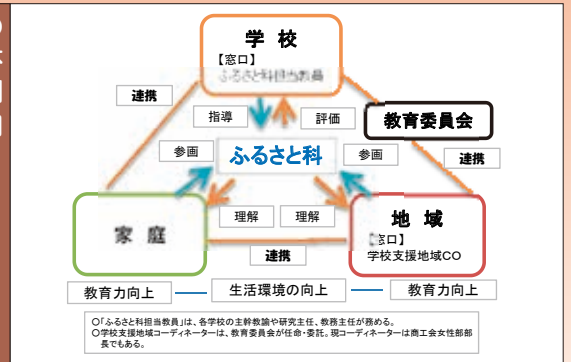 学校
【窓口】
ふるさと科担当教員
連携
指導
評価
教育委員会
参画
ふるさと科
参画
連携
家庭
理解
理解
地域
【窓口】
学校支援地域CO
連携
教育力向上
生活環境の向上
教育力向上
○「ふるさと科担当教員」は、各学校の主幹教諭や研究主任、教務主任が務める。
○学校支援地域コーディネーターは、教育委員会が任命・委託。現コーディネーターは商工会女性部部
長でもある。